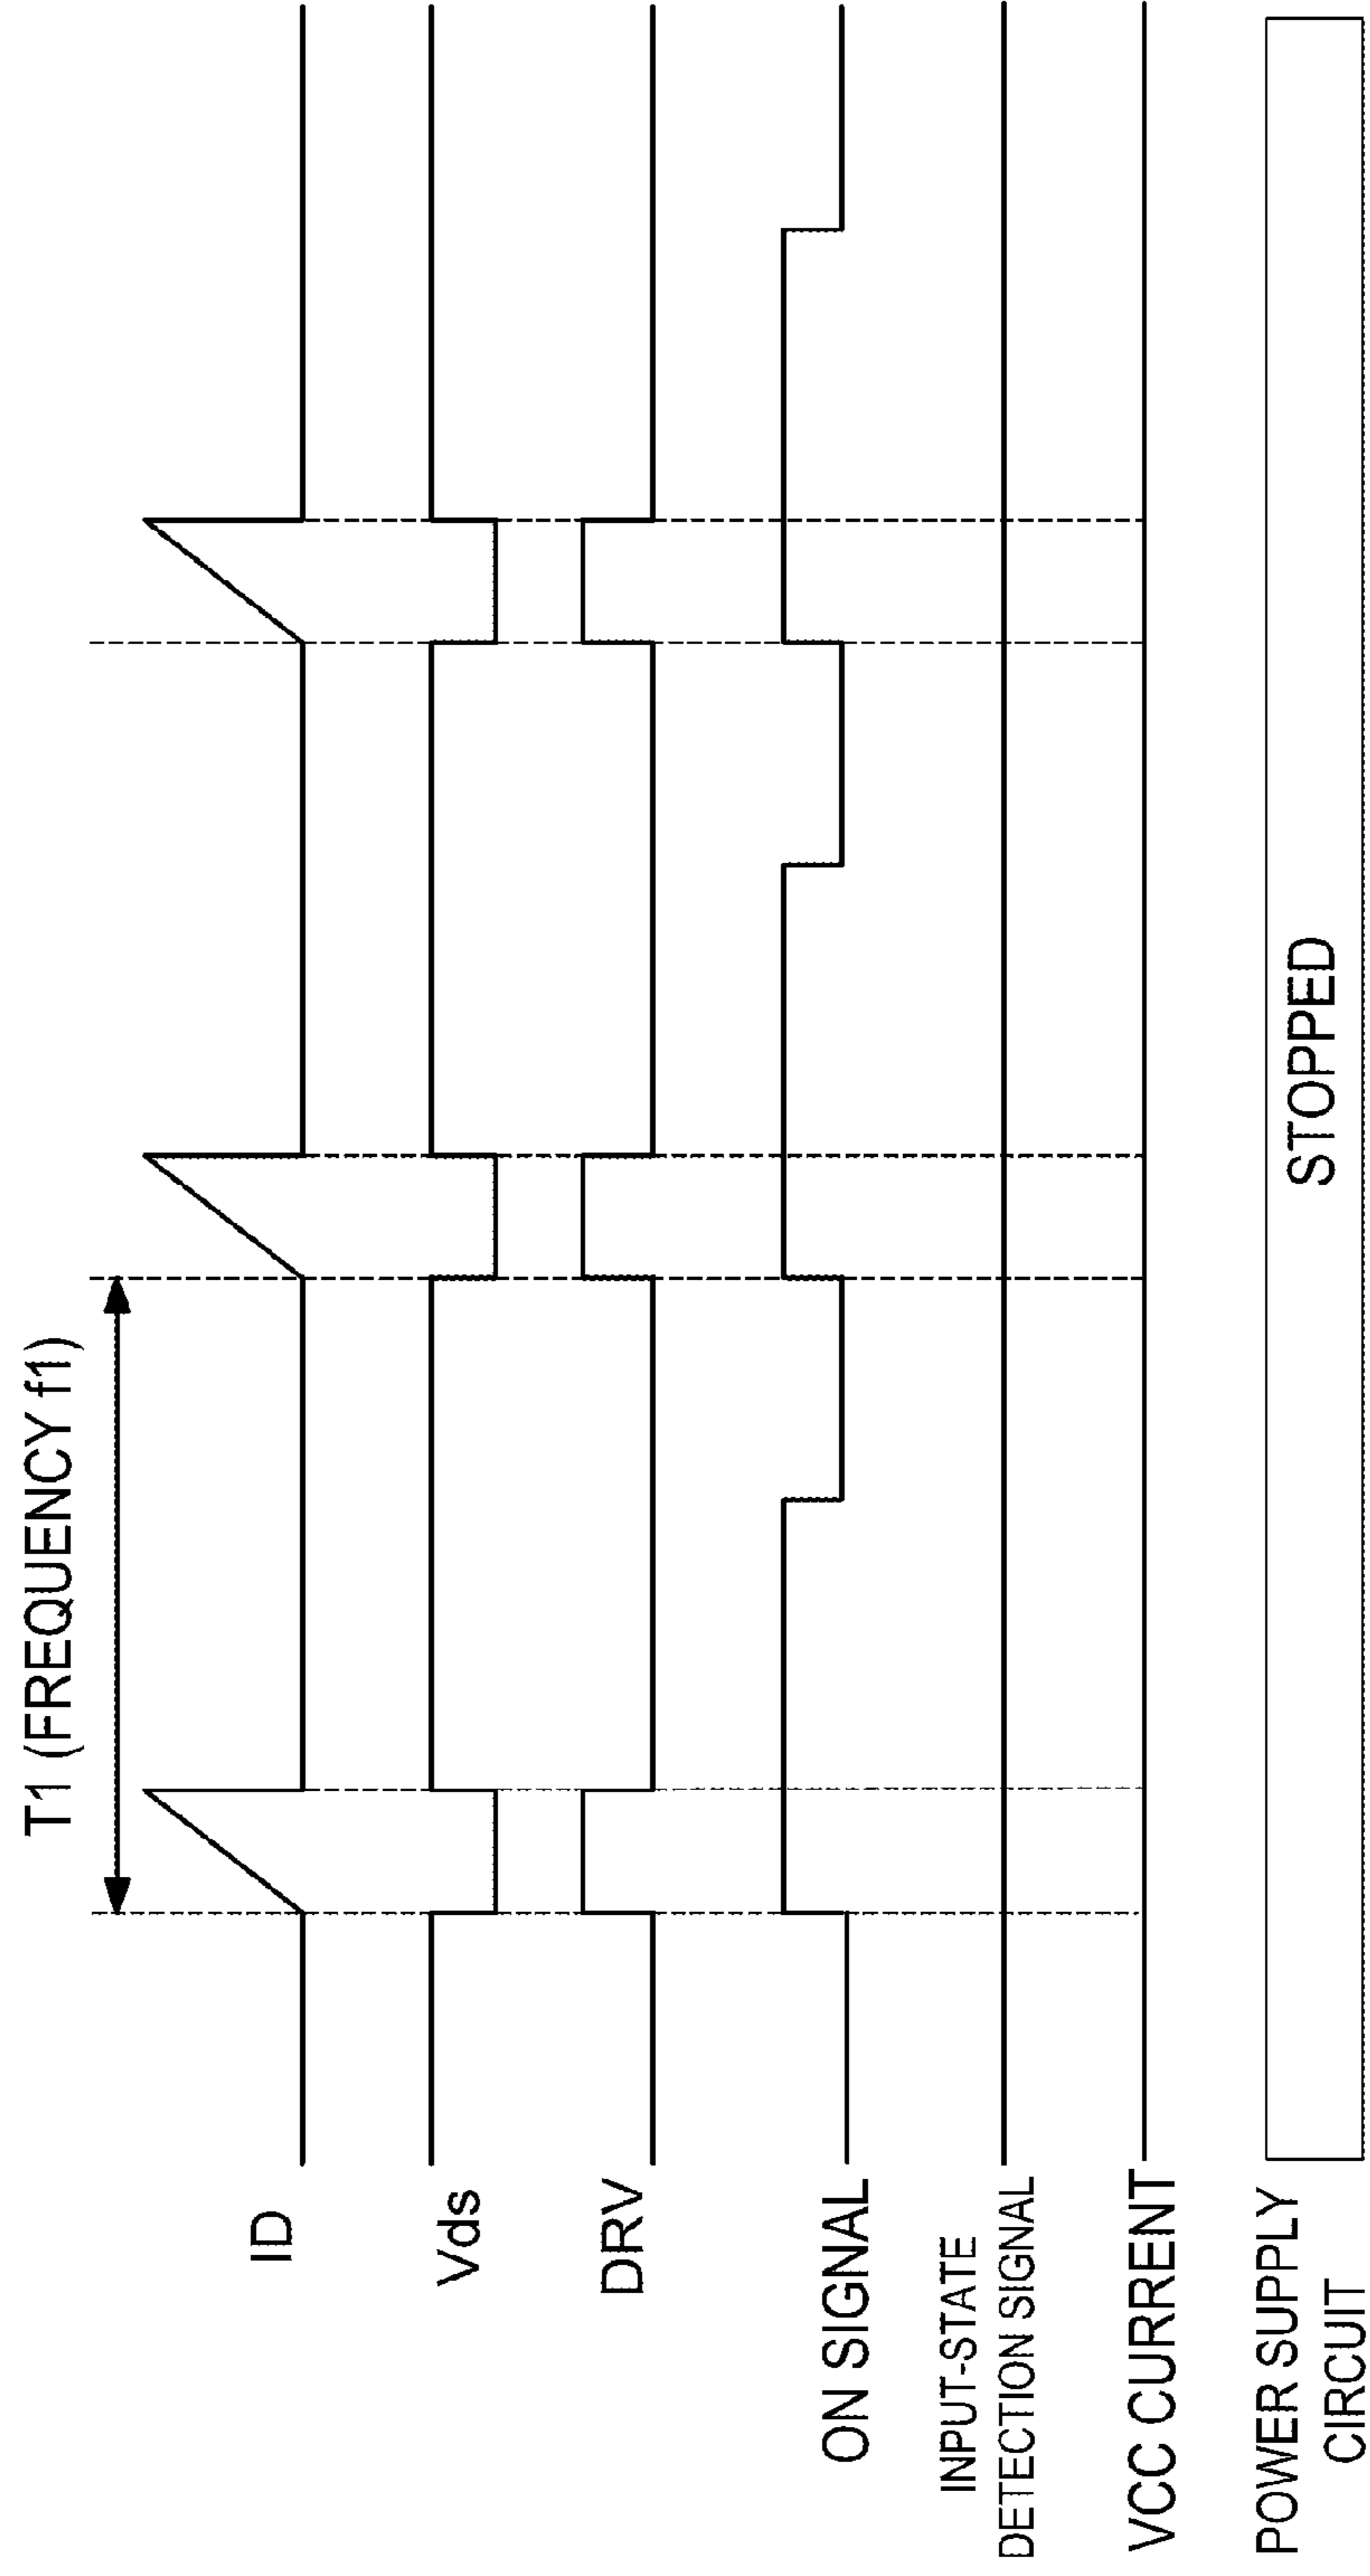 T1 (FREQUENCY f1)
ID
Vds
DRV
ON SIGNAL
INPUT-STATE
DETECTION SIGNAL
VCC CURRENT
POWER SUPPLY
CIRCUIT
STOPPED